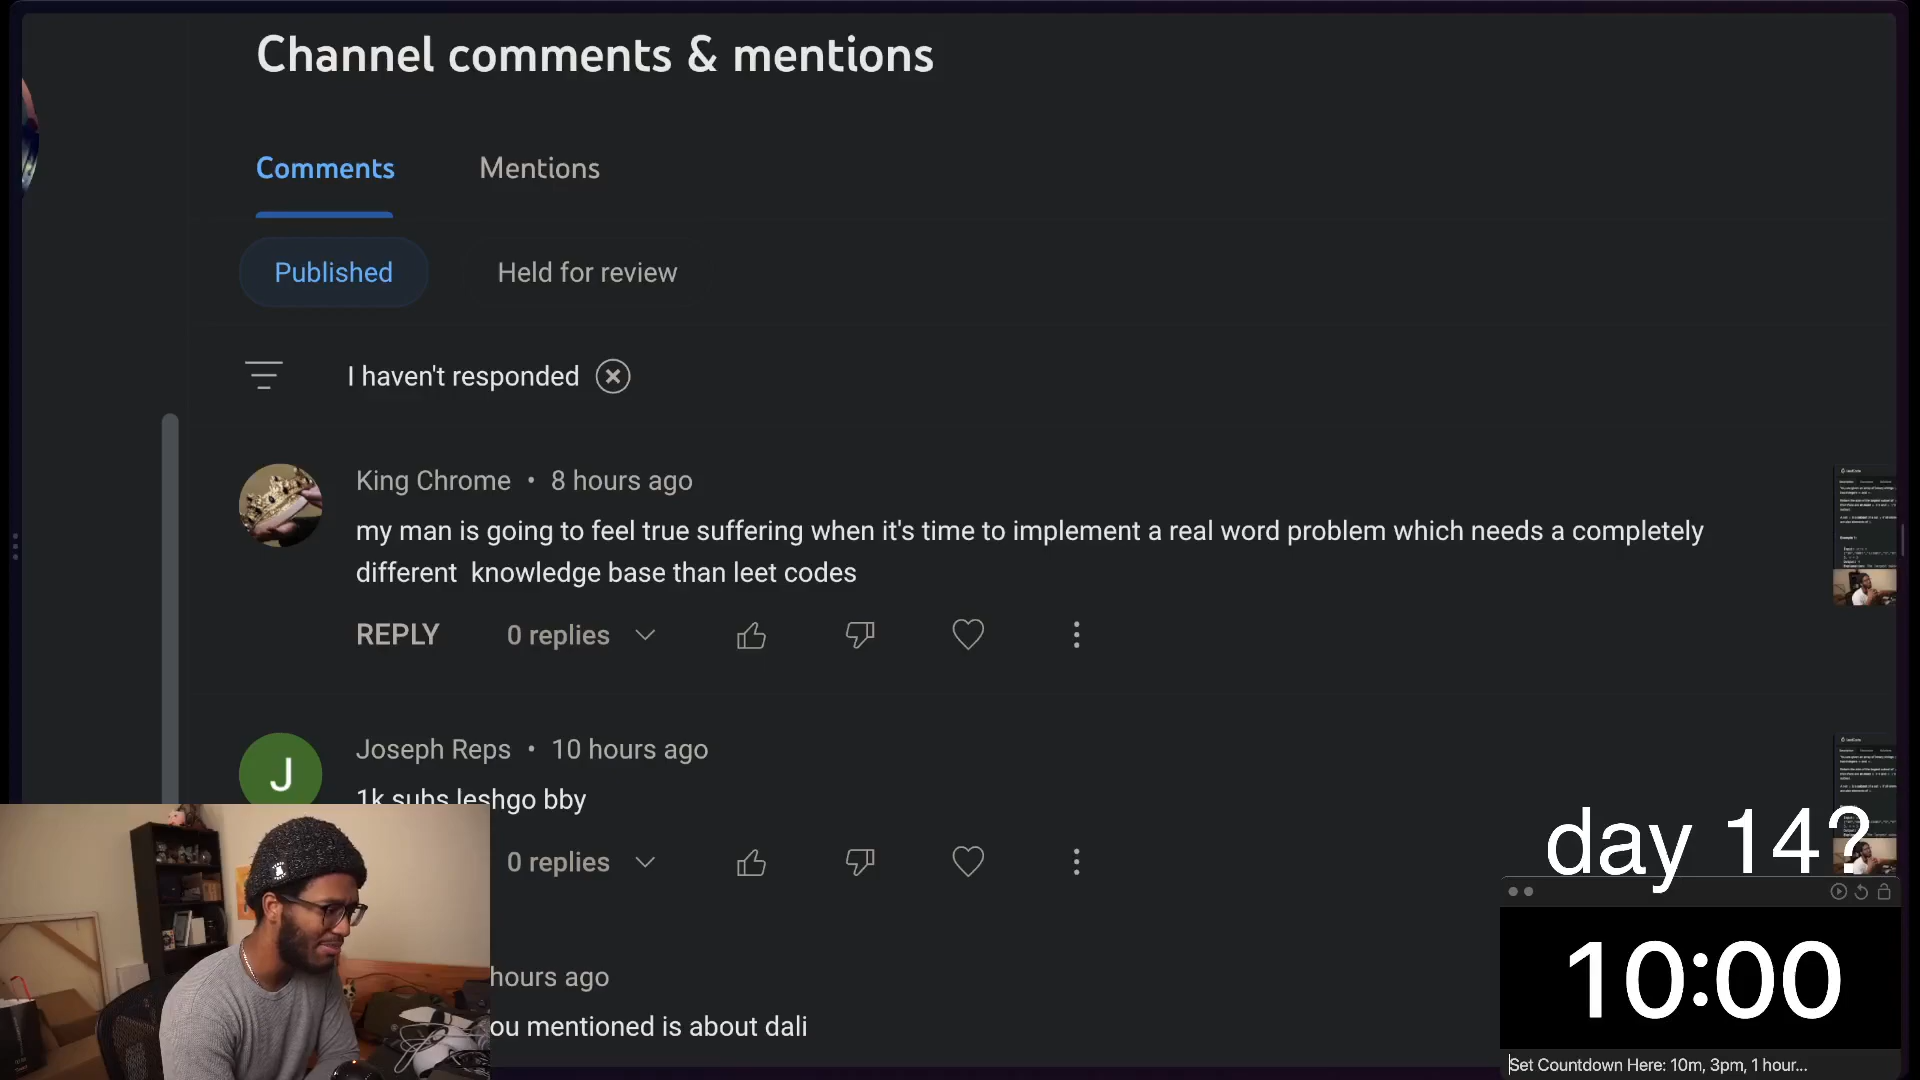 Channel comments & mentions
Comments
Mentions
Published
Held for review
I haven't responded
King Chrome • 8 hours ago
my man is going to feel true suffering when it's time to implement a real word problem which needs a completely
different knowledge base than leet codes
REPLY
0 replies
J
Joseph Reps • 10 hours ago
1k subs leshgo bby
0 replies
hours ago
ou mentioned is about dali
day 14?
10:00
Set Countdown Here: 10m, 3pm, 1 hour...